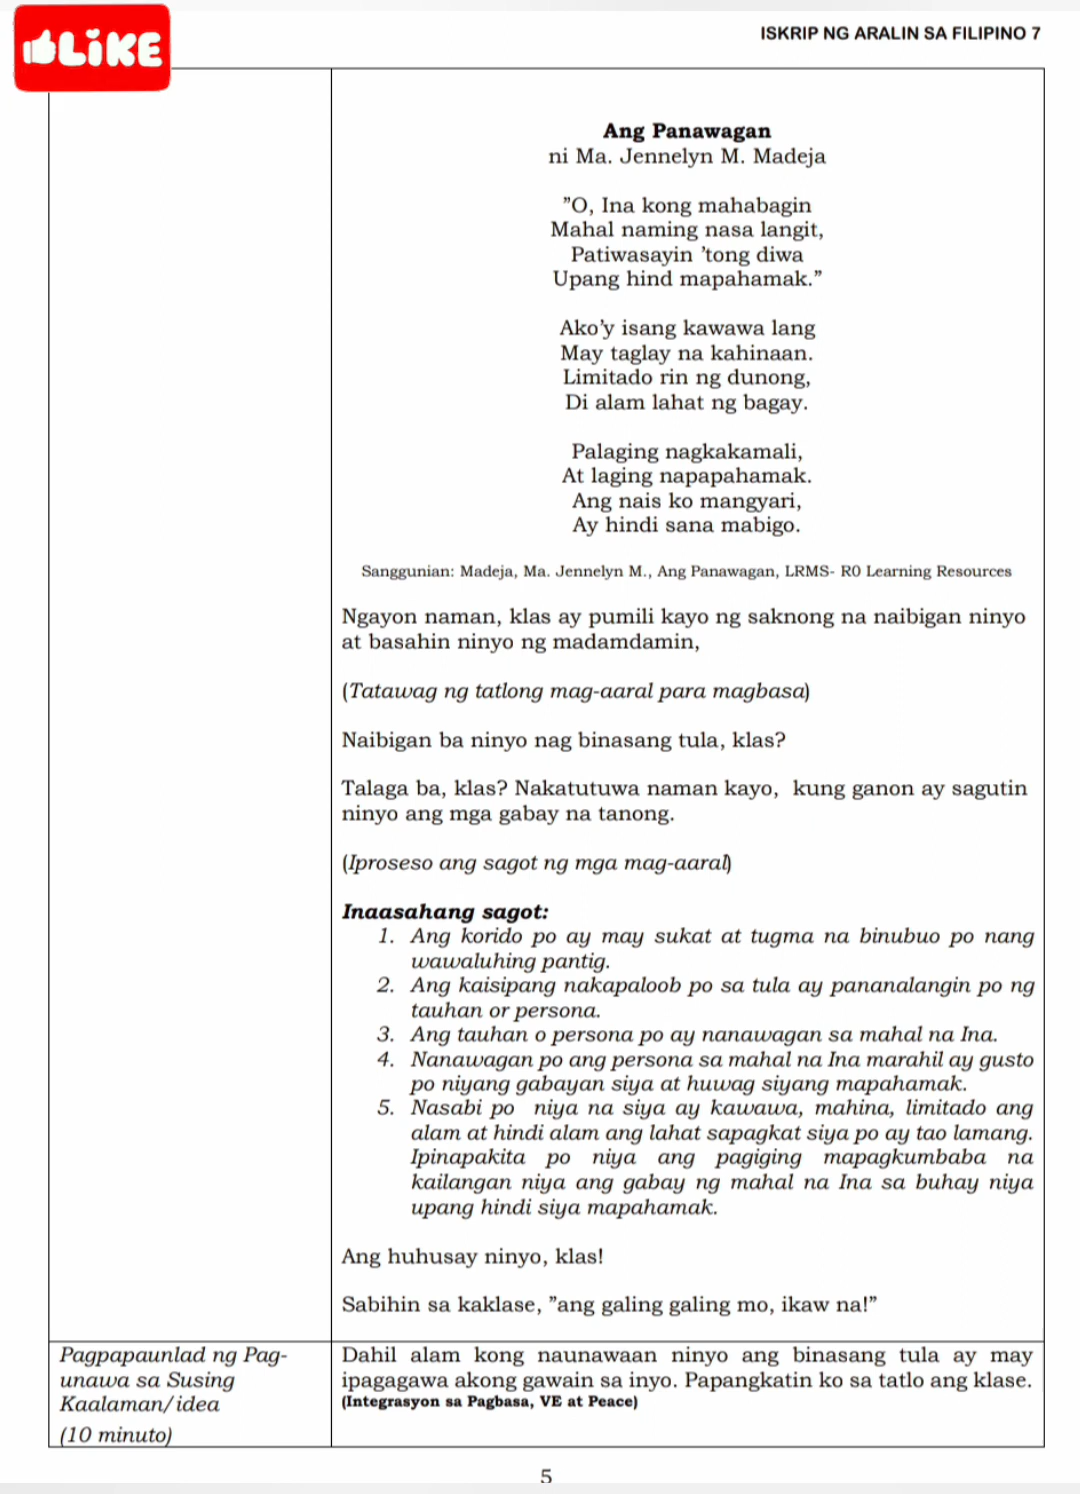 LIKE
ISKRIP NG ARALIN SA FILIPINO 7
Ang Panawagan
ni Ma. Jennelyn M. Madeja
”O, Ina kong mahabagin
Mahal naming nasa langit,
Patiwasayin ’tong diwa
Upang hind mapahamak.”
Ako’y isang kawawa lang
May taglay na kahinaan.
Limitado rin ng dunong,
Di alam lahat ng bagay.
Palaging nagkakamali,
At laging napapahamak.
Ang nais ko mangyari,
Ay hindi sana mabigo.
Sanggunian: Madeja, Ma. Jennelyn M., Ang Panawagan, LRMS- RO Learning Resources
Ngayon naman, klas ay pumili kayo ng saknong na naibigan ninyo
at basahin ninyo ng madamdamin,
(Tatawag ng tatlong mag-aaral para magbasa)
Naibigan ba ninyo nag binasang tula, klas?
Talaga ba, klas? Nakatutuwa naman kayo, kung ganon ay sagutin
ninyo ang mga gabay na tanong.
(Iproseso ang sagot ng mga mag-aaral)
Inaasahang sagot:
1. Ang korido po ay may sukat at tugma na binubuo po nang
wawaluhing pantig.
2. Ang kaisipang nakapaloob po sa tula ay pananalangin po ng
tauhan or persona.
3. Ang tauhan o persona po ay nanawagan sa mahal na Ina.
4. Nanawagan po ang persona sa mahal na Ina marahil ay gusto
po niyang gabayan siya at huwag siyang mapahamak.
5. Nasabi po niya na siya ay kawawa, mahina, limitado ang
alam at hindi alam ang lahat sapagkat siya po ay tao lamang.
Ipinapakita po niya ang pagiging mapagkumbaba na
kailangan niya ang gabay ng mahal na Ina sa buhay niya
upang hindi siya mapahamak.
Ang huhusay ninyo, klas!
Sabihin sa kaklase, ”ang galing galing mo, ikaw na!”
Pagpapaunlad ng Pag-
unawa sa Susing
Kaalaman/idea
(10 minuto)
Dahil alam kong naunawaan ninyo ang binasang tula ay may
ipagagawa akong gawain sa inyo. Papangkatin ko sa tatlo ang klase.
(Integrasyon sa Pagbasa, VE at Peace)
5